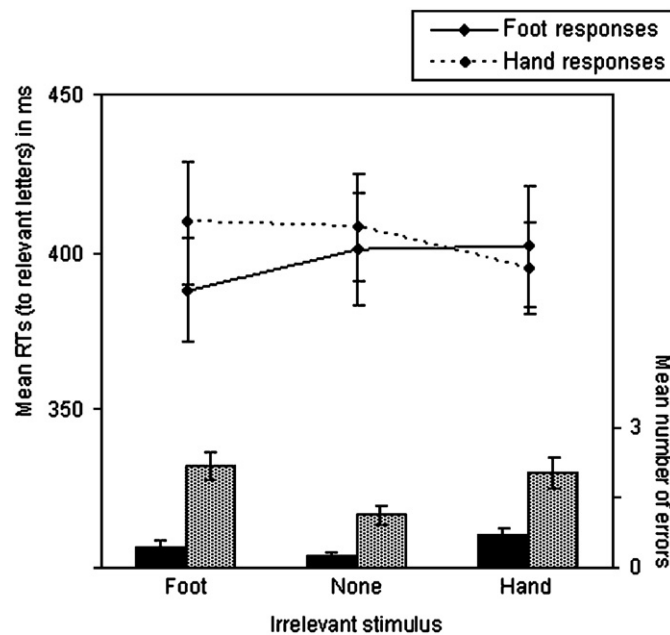 Foot responses
Hand responses
Mean RTs (to relevant letters) in ms
450
400
350
Mean number of errors
3
1
0
Foot None Hand
Irrelevant stimulus